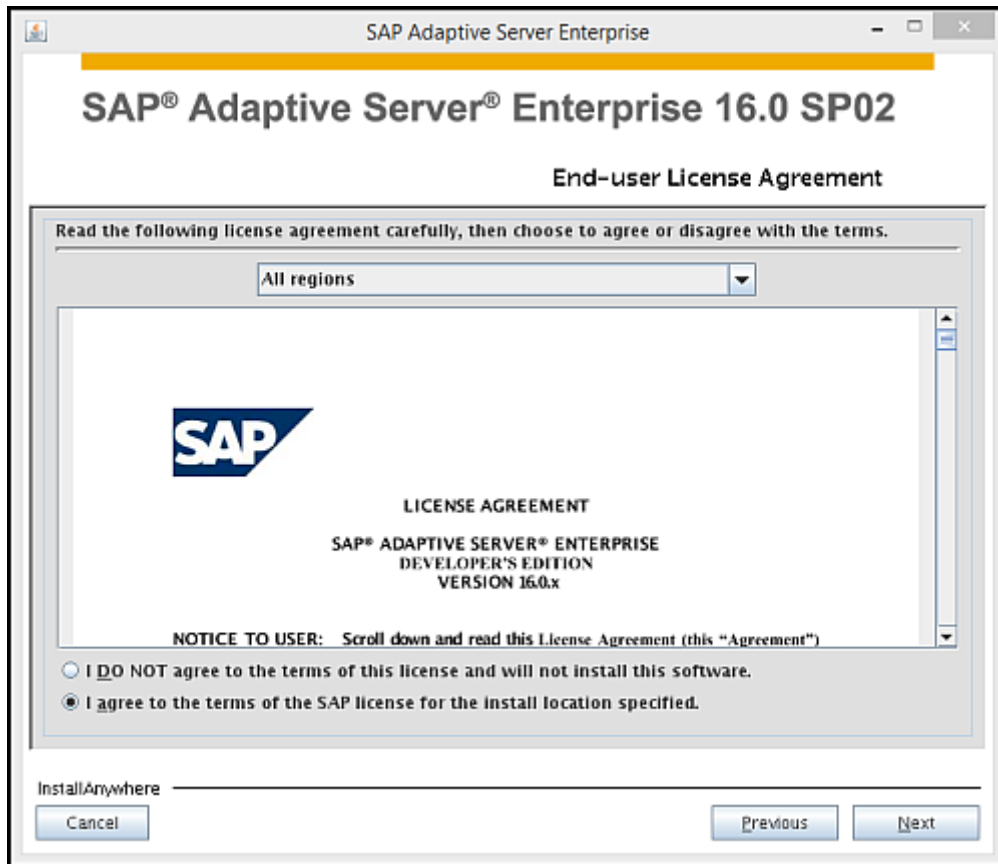 SAP Adaptive Server Enterprise
SAP® Adaptive Server® Enterprise 16.0 SP02
End-user License Agreement
Read the following license agreement carefully, then choose to agree or disagree with the terms.
All regions
SAP
LICENSE AGREEMENT
SAP® ADAPTIVE SERVER® ENTERPRISE
DEVELOPER'S EDITION
VERSION 16.0.x
NOTICE TO USER: Scroll down and read this License Agreement (this “Agreement”)
I DO NOT agree to the terms of this license and will not install this software.
I agree to the terms of the SAP license for the install location specified.
InstallAnywhere
Cancel Previous Next